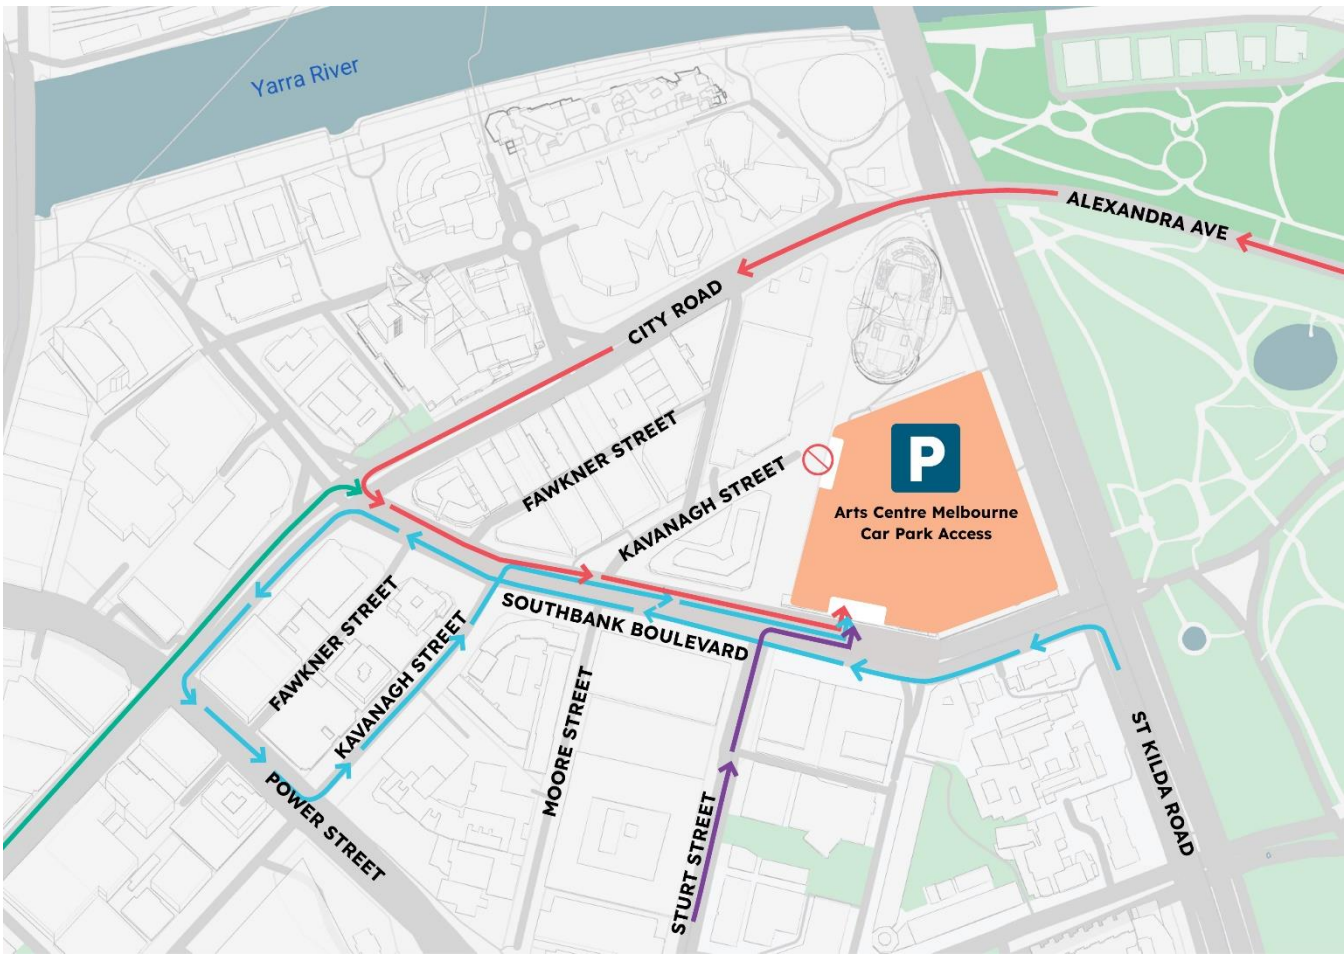 Yarra River
ALEXANDRA AVE
CITY ROAD
FAWKNER STREET
KAVANAGH STREET
P
Arts Centre Melbourne
Car Park Access
SOUTHBANK BOULEVARD
FAWKNER STREET
KAVANAGH STREET
MOORE STREET
STURT STREET
ST KILDA ROAD
POWER STREET